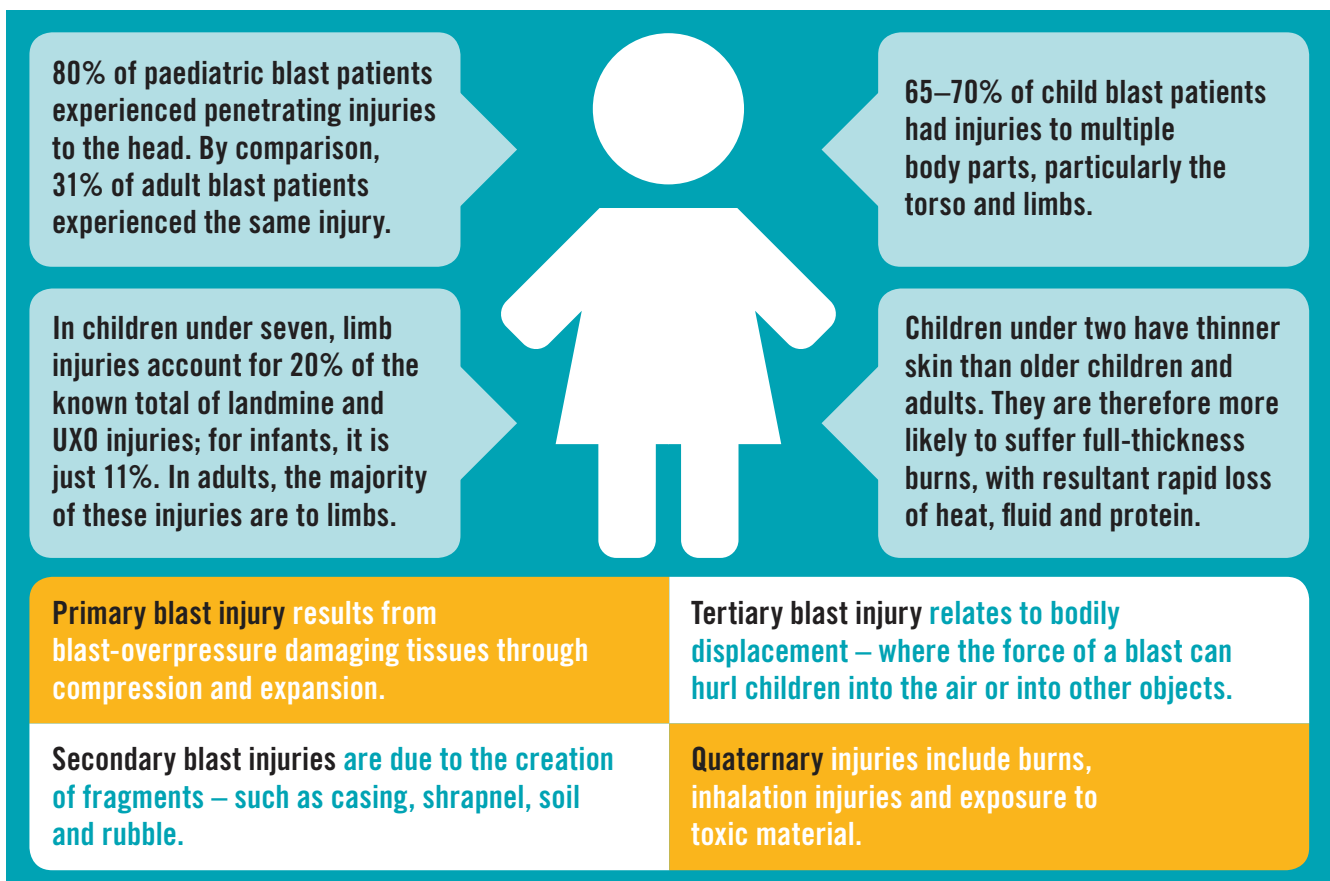 80% of paediatric blast patients
experienced penetrating injuries
to the head. By comparison,
31% of adult blast patients
experienced the same injury.
65–70% of child blast patients
had injuries to multiple
body parts, particularly the
torso and limbs.
In children under seven, limb
injuries account for 20% of the
known total of landmine and
UXO injuries; for infants, it is
just 11%. In adults, the majority
of these injuries are to limbs.
Children under two have thinner
skin than older children and
adults. They are therefore more
likely to suffer full-thickness
burns, with resultant rapid loss
of heat, fluid and protein.
Primary blast injury results from
blast-overpressure damaging tissues through
compression and expansion.
Tertiary blast injury relates to bodily
displacement – where the force of a blast can
hurl children into the air or into other objects.
Secondary blast injuries are due to the creation
of fragments – such as casing, shrapnel, soil
and rubble.
Quaternary injuries include burns,
inhalation injuries and exposure to
toxic material.